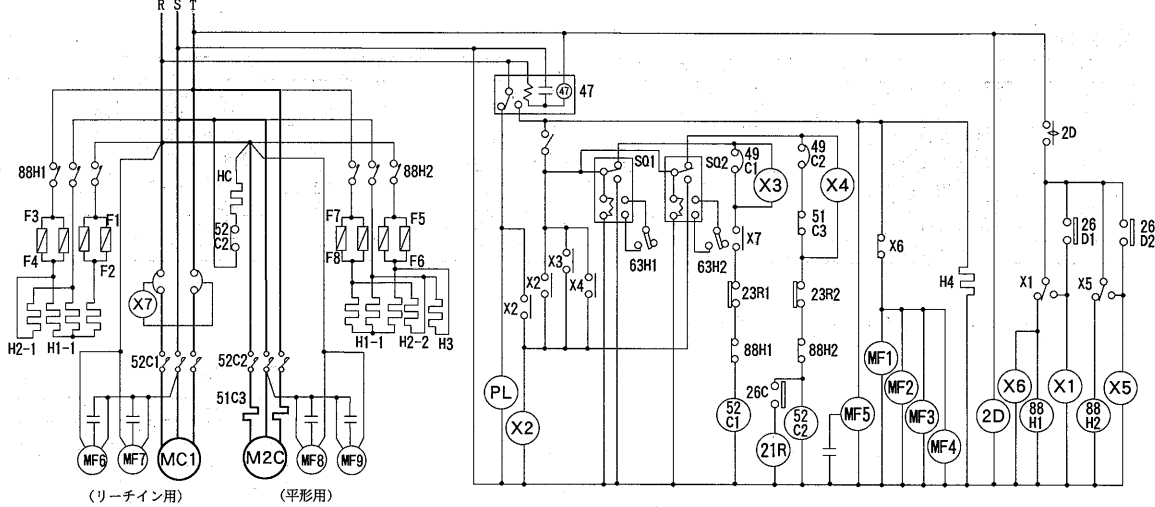 R S T
47
47
2D
88H1
HC
88H2
SQ1
SQ2
49
C1
49
C2
X3
X4
F3
F1
F7
F5
52
C2
51
C3
26
D1
26
D2
F4
F2
F8
F6
X7
X6
63H1
63H2
X3
X2
X4
X2
23R1
23R2
H4
X1
X5
X7
H2-1
H1-1
H1-1
H2-2
H3
88H1
88H2
52C1
52C2
MF1
MF2
MF3
MF4
PL
26C
X6
X1
X5
51C3
52
C1
52
C2
MF5
2D
88
H1
88
H2
X2
21R
MF6
MF7
MC1
M2C
MF8
MF9
(リーチイン用)
(平形用)